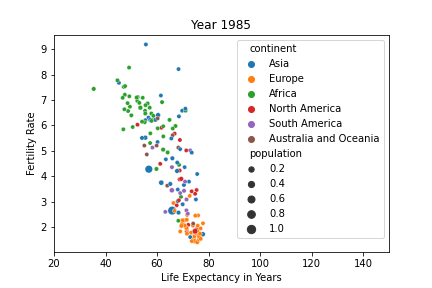 Year 1985
Fertility Rate
9
8
7
6
5
4
3
2
20 40 60 80 100 120 140
Life Expectancy in Years
continent
Asia
Europe
Africa
North America
South America
Australia and Oceania
population
0.2
0.4
0.6
0.8
1.0